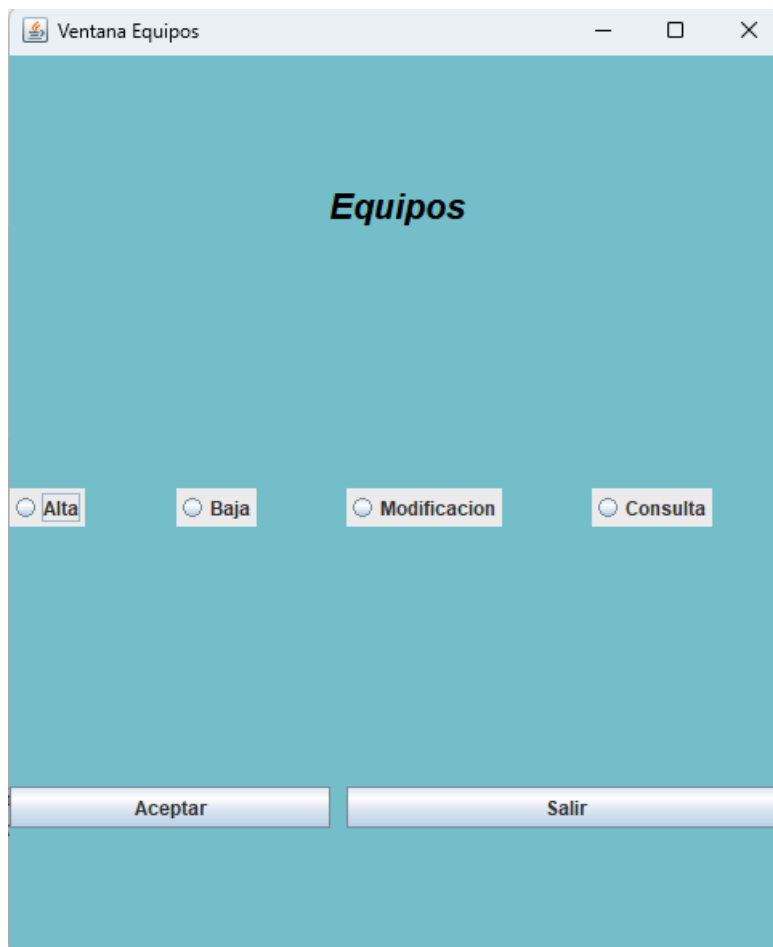 Ventana Equipos
Equipos
Alta Baja Modificacion Consulta
Aceptar Salir